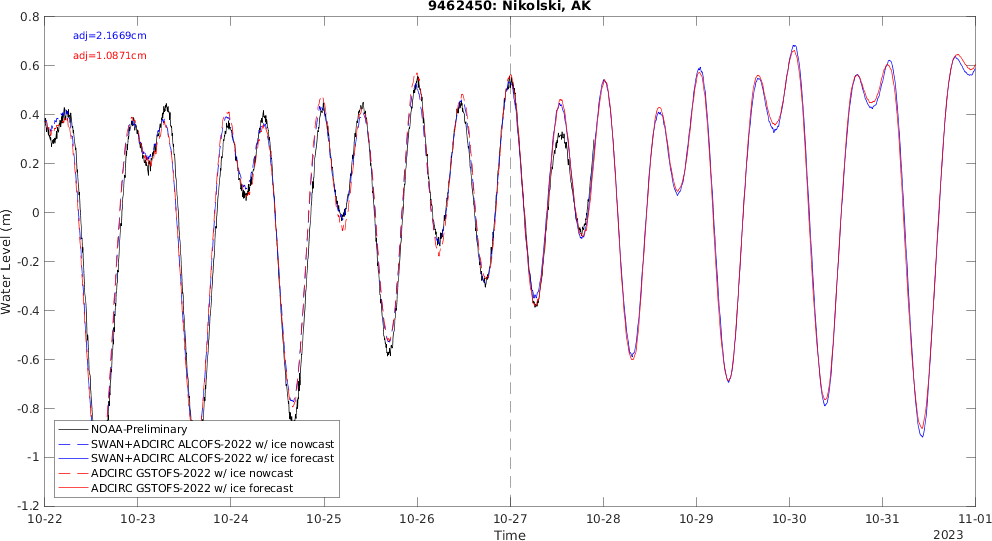 9462450: Nikolski, AK
adj=2.1669cm
adj=1.0871cm
0.8
0.6
0.4
0.2
0
-0.2
-0.4
-0.6
-0.8
-1
-1.2
Water Level (m)
NOAA-Preliminary
SWAN+ADCIRC ALCOFS-2022 w/ ice nowcast
SWAN+ADCIRC ALCOFS-2022 w/ ice forecast
ADCIRC GSTOFS-2022 w/ ice nowcast
ADCIRC GSTOFS-2022 w/ ice forecast
10-22 10-23 10-24 10-25 10-26 10-27 10-28 10-29 10-30 10-31 11-01
Time
2023